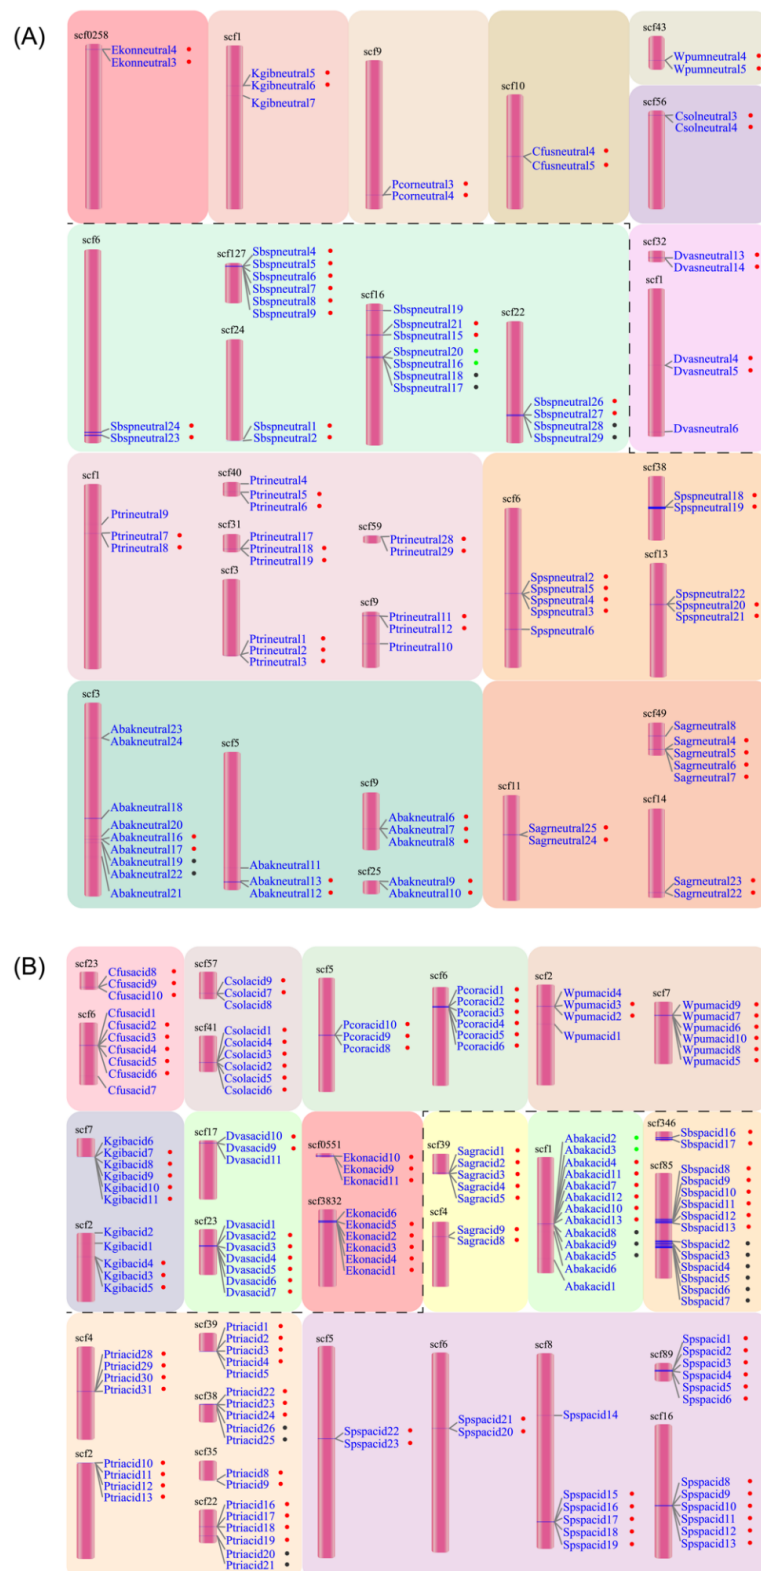 (A)
scf0258
Ekonneutral4
Ekonneutral3
scf1
Kgibneutral5
Kgibneutral6
Kgibneutral7
scf9
Pcorneutral3
Pcorneutral4
scf10
Cfusneutral4
Cfusneutral5
scf43
Wpumneutral4
Wpumneutral5
scf56
Csolneutral3
Csolneutral4
scf6
Sbspneutral24
Sbspneutral23
scf127
Sbspneutral4
Sbspneutral5
Sbspneutral6
Sbspneutral7
Sbspneutral8
Sbspneutral9
scf24
Sbspneutral1
Sbspneutral2
scf16
Sbspneutral19
Sbspneutral21
Sbspneutral15
Sbspneutral20
Sbspneutral16
Sbspneutral18
Sbspneutral17
scf22
Sbspneutral26
Sbspneutral27
Sbspneutral28
Sbspneutral29
scf32
Dvasneutral13
Dvasneutral14
scf1
Dvasneutral4
Dvasneutral5
Dvasneutral6
scf1
Ptrineutral9
Ptrineutral7
Ptrineutral8
scf40
Ptrineutral4
Ptrineutral5
Ptrineutral6
scf31
Ptrineutral17
Ptrineutral18
Ptrineutral19
scf3
Ptrineutral1
Ptrineutral2
Ptrineutral3
scf59
Ptrineutral28
Ptrineutral29
scf9
Ptrineutral11
Ptrineutral12
Ptrineutral10
scf6
Spspneutral2
Spspneutral5
Spspneutral4
Spspneutral3
Spspneutral6
scf38
Spspneutral18
Spspneutral19
scf13
Spspneutral22
Spspneutral20
Spspneutral21
scf3
Abakneutral23
Abakneutral24
Abakneutral18
Abakneutral20
Abakneutral16
Abakneutral17
Abakneutral19
Abakneutral22
Abakneutral21
scf5
Abakneutral11
Abakneutral13
Abakneutral12
scf9
Abakneutral6
Abakneutral7
Abakneutral8
scf25
Abakneutral9
Abakneutral10
scf11
Sagrneutral25
Sagrneutral24
scf49
Sagrneutral8
Sagrneutral4
Sagrneutral5
Sagrneutral6
Sagrneutral7
scf14
Sagrneutral23
Sagrneutral22
(B)
scf23
Cfusacid8
Cfusacid9
Cfusacid10
scf6
Cfusacid1
Cfusacid2
Cfusacid3
Cfusacid4
Cfusacid5
Cfusacid6
Cfusacid7
scf57
Csolacid9
Csolacid7
Csolacid8
scf41
Csolacid1
Csolacid4
Csolacid3
Csolacid2
Csolacid5
Csolacid6
scf5
Pcoracid10
Pcoracid9
Pcoracid8
scf6
Pcoracid1
Pcoracid2
Pcoracid3
Pcoracid4
Pcoracid5
Pcoracid6
scf2
Wpumacid4
Wpumacid3
Wpumacid2
Wpumacid1
scf7
Wpumacid9
Wpumacid7
Wpumacid6
Wpumacid10
Wpumacid8
Wpumacid5
scf7
Kgibacid6
Kgibacid7
Kgibacid8
Kgibacid9
Kgibacid10
Kgibacid11
scf2
Kgibacid2
Kgibacid1
Kgibacid4
Kgibacid3
Kgibacid5
scf17
Dvasacid10
Dvasacid9
Dvasacid11
scf23
Dvasacid1
Dvasacid2
Dvasacid3
Dvasacid4
Dvasacid5
Dvasacid6
Dvasacid7
scf0551
Ekonacid10
Ekonacid9
Ekonacid11
scf3832
Ekonacid6
Ekonacid5
Ekonacid2
Ekonacid3
Ekonacid4
Ekonacid1
scf39
Sagracid1
Sagracid2
Sagracid3
Sagracid4
Sagracid5
scf4
Sagracid9
Sagracid8
scf1
Abakacid2
Abakacid3
Abakacid4
Abakacid11
Abakacid7
Abakacid12
Abakacid10
Abakacid13
Abakacid8
Abakacid9
Abakacid5
Abakacid6
Abakacid1
scf346
Sbspacid16
Sbspacid17
scf85
Sbspacid8
Sbspacid9
Sbspacid10
Sbspacid11
Sbspacid12
Sbspacid13
Sbspacid2
Sbspacid3
Sbspacid4
Sbspacid5
Sbspacid6
Sbspacid7
scf4
Ptriacid28
Ptriacid29
Ptriacid30
Ptriacid31
scf2
Ptriacid10
Ptriacid11
Ptriacid12
Ptriacid13
scf39
Ptriacid1
Ptriacid2
Ptriacid3
Ptriacid4
Ptriacid5
scf38
Ptriacid22
Ptriacid23
Ptriacid24
Ptriacid26
Ptriacid25
scf35
Ptriacid8
Ptriacid9
scf22
Ptriacid16
Ptriacid17
Ptriacid18
Ptriacid19
Ptriacid20
Ptriacid21
scf5
Spspacid22
Spspacid23
scf6
Spspacid21
Spspacid20
scf8
Spspacid14
Spspacid15
Spspacid16
Spspacid17
Spspacid18
Spspacid19
scf89
Spspacid1
Spspacid2
Spspacid3
Spspacid4
Spspacid5
Spspacid6
scf16
Spspacid8
Spspacid9
Spspacid10
Spspacid11
Spspacid12
Spspacid13